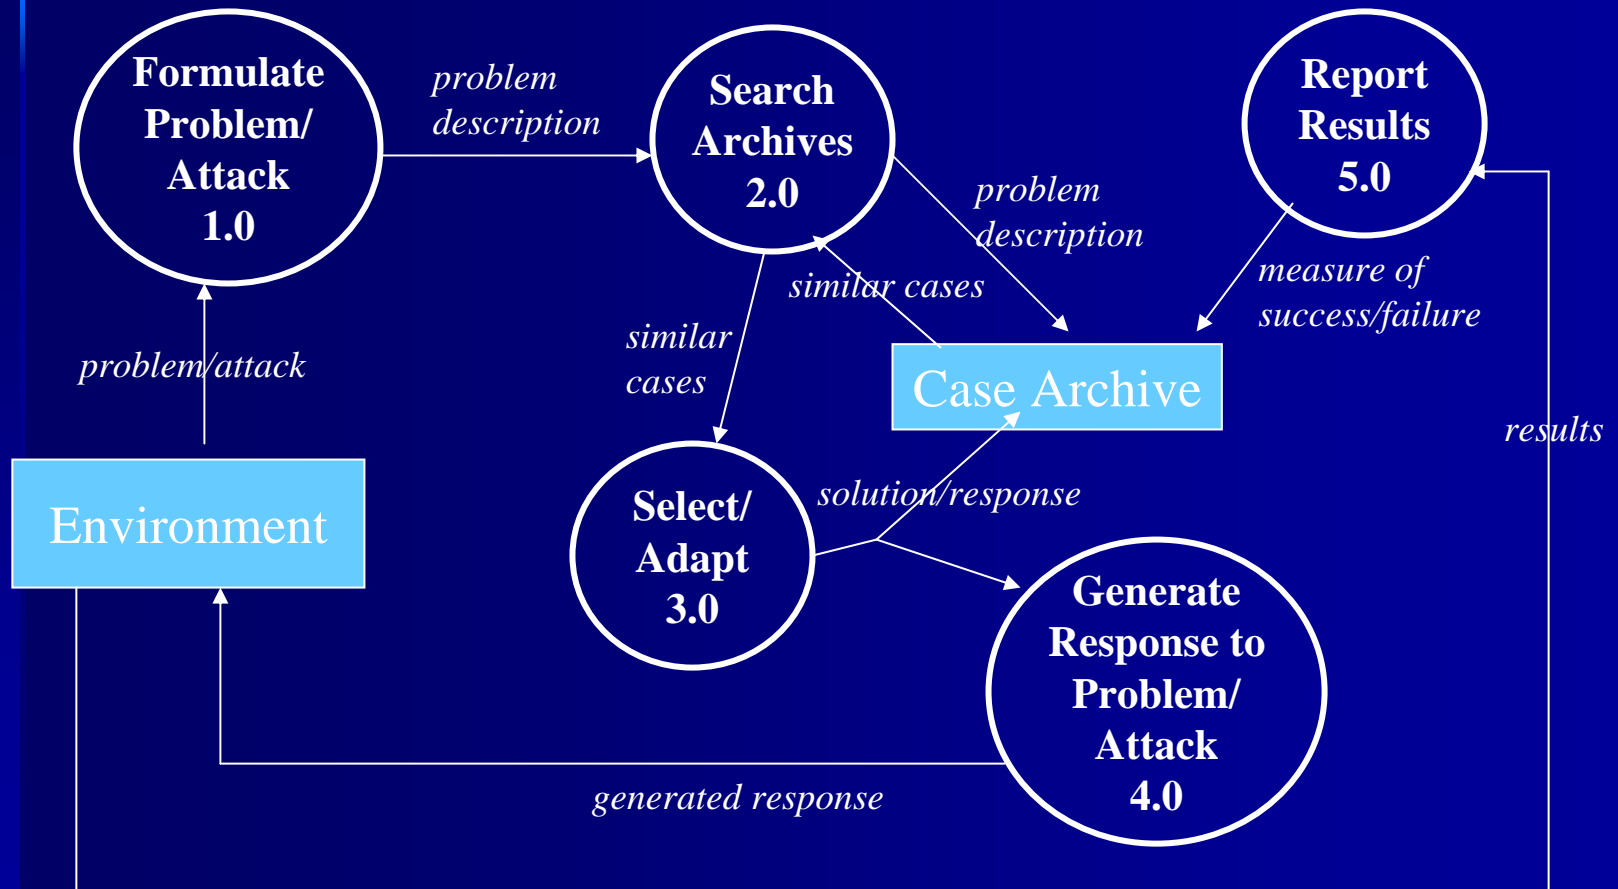 Formulate
Problem/
Attack
1.0
problem
description
Search
Archives
2.0
Report
Results
5.0
problem
description
similar cases
measure of
success/failure
similar
cases
problem/attack
Case Archive
results
Environment
Select/
Adapt
3.0
solution/response
Generate
Response to
Problem/
Attack
4.0
generated response